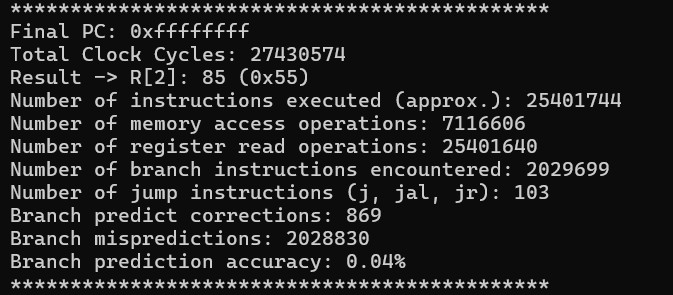 **********************************************
Final PC: 0xffffffff
Total Clock Cycles: 27430574
Result -> R[2]: 85 (0x55)
Number of instructions executed (approx.): 25401744
Number of memory access operations: 7116606
Number of register read operations: 25401640
Number of branch instructions encountered: 2029699
Number of jump instructions (j, jal, jr): 103
Branch predict corrections: 869
Branch mispredictions: 2028830
Branch prediction accuracy: 0.04%
**********************************************